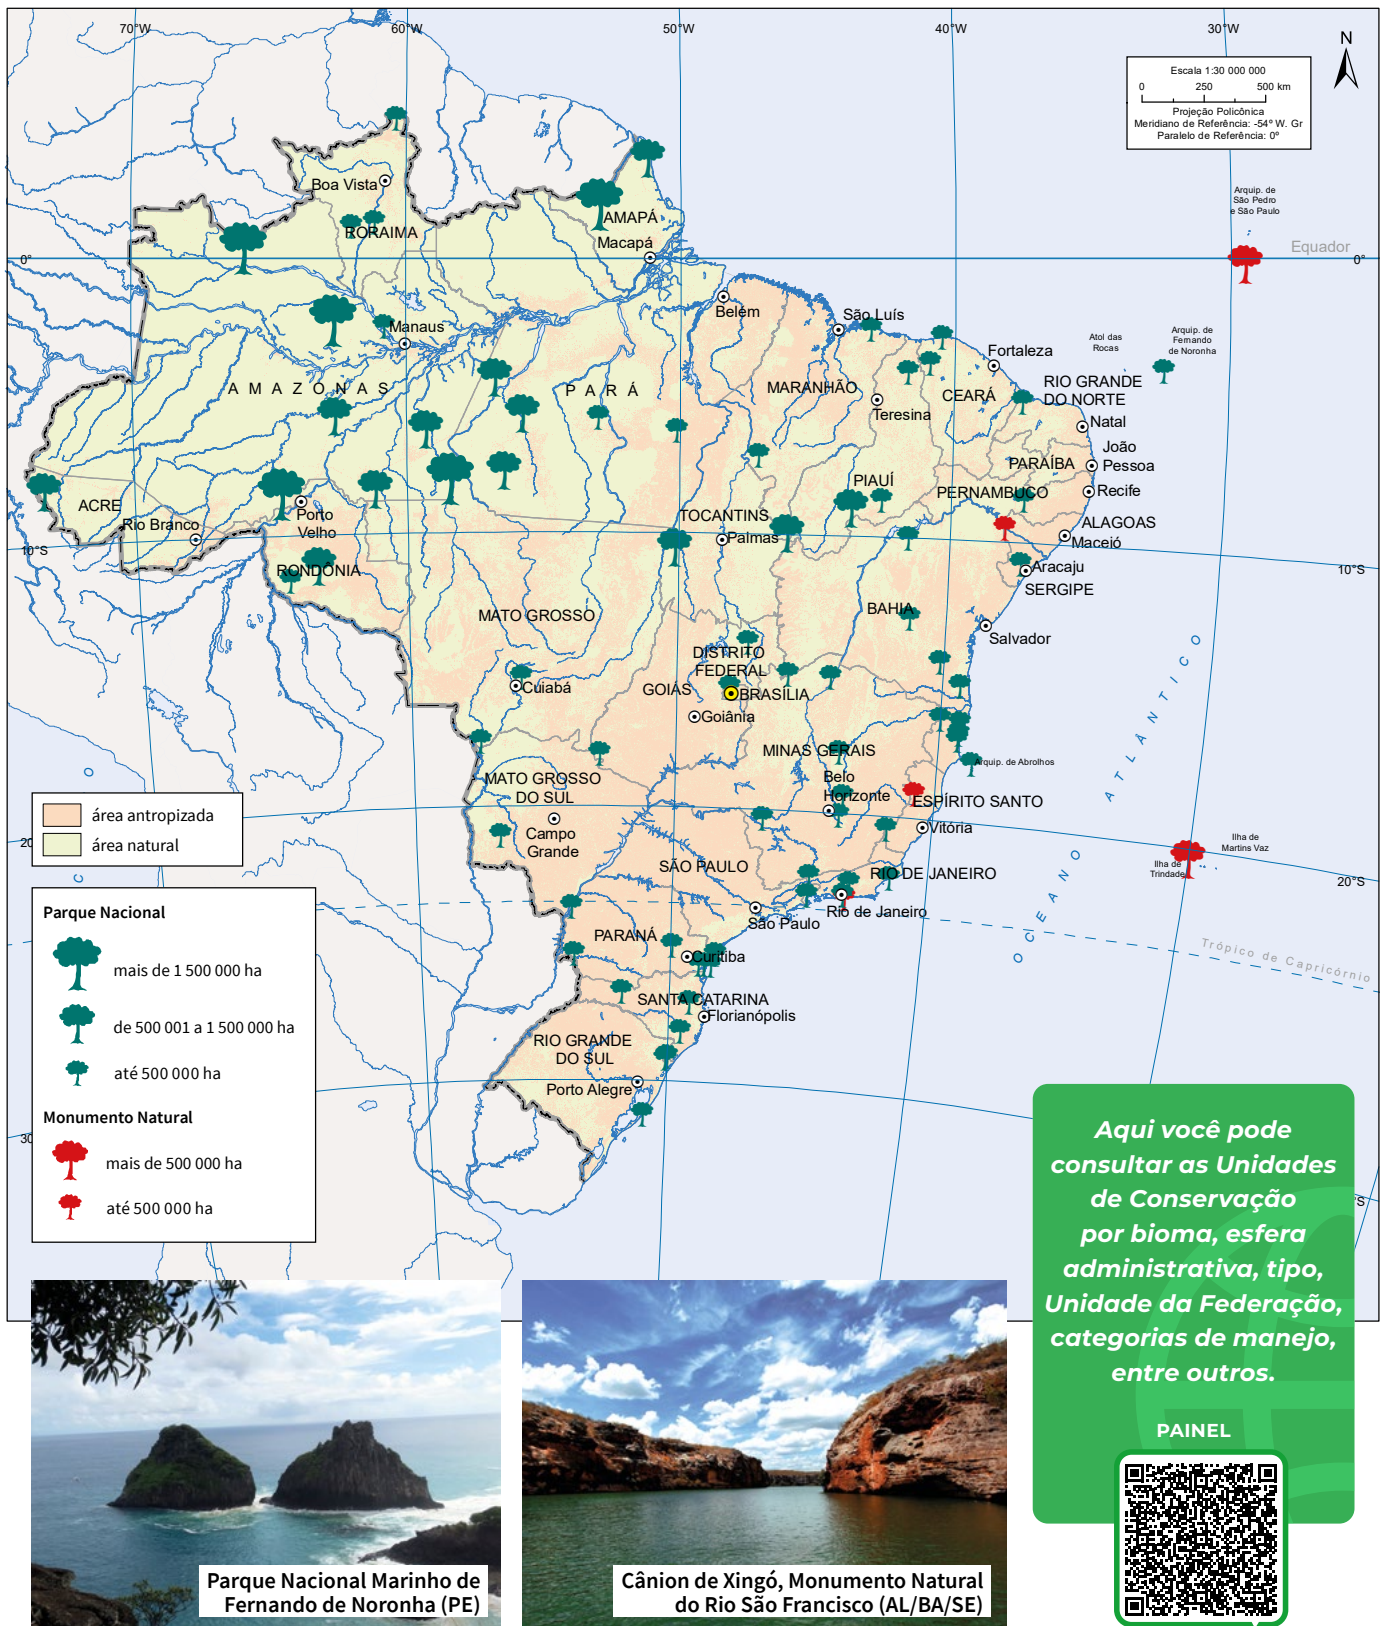 70°W
60°W
50°W
40°W
30°W
N
Escala 1:30 000 000
0 250 500 km
Projeção Policônica
Meridiano de Referência: -54° W. Gr
Paralelo de Referência: 0°
Arquip. de
São Pedro
e São Paulo
Equador
0°
0°
Boa Vista
RORAIMA
AMAPÁ
Macapá
Belém
São Luís
Manaus
Fortaleza
Atol das
Rocas
Arquip. de
Fernando
de Noronha
AMAZONAS
PARÁ
MARANHÃO
Teresina
CEARÁ
RIO GRANDE
DO NORTE
Natal
João
Pessoa
PARAÍBA
Recife
PERNAMBUCO
PIAUÍ
ACRE
Rio Branco
Porto
Velho
TOCANTINS
Palmas
ALAGOAS
Maceió
10°S
10°S
RONDÔNIA
Aracaju
SERGIPE
MATO GROSSO
BAHIA
Salvador
DISTRITO
FEDERAL
Cuiabá
GOIÁS
BRASÍLIA
Goiânia
MINAS GERAIS
Arquip. de Abrolhos
MATO GROSSO
DO SUL
Belo
Horizonte
ESPÍRITO SANTO
Vitória
Campo
Grande
OCEANO ATLÂNTICO
Ilha de
Martins Vaz
Ilha de
Trindade
20°S
20
SÃO PAULO
RIO DE JANEIRO
Rio de Janeiro
São Paulo
Trópico de Capricórnio
PARANÁ
Curitiba
SANTA CATARINA
Florianópolis
RIO GRANDE
DO SUL
Porto Alegre
30
°S
O
C
área antropizada
área natural
Parque Nacional
mais de 1 500 000 ha
de 500 001 a 1 500 000 ha
até 500 000 ha
Monumento Natural
mais de 500 000 ha
até 500 000 ha
Aqui você pode
consultar as Unidades
de Conservação
por bioma, esfera
administrativa, tipo,
Unidade da Federação,
categorias de manejo,
entre outros.
PAINEL
Parque Nacional Marinho de
Fernando de Noronha (PE)
Cânion de Xingó, Monumento Natural
do Rio São Francisco (AL/BA/SE)